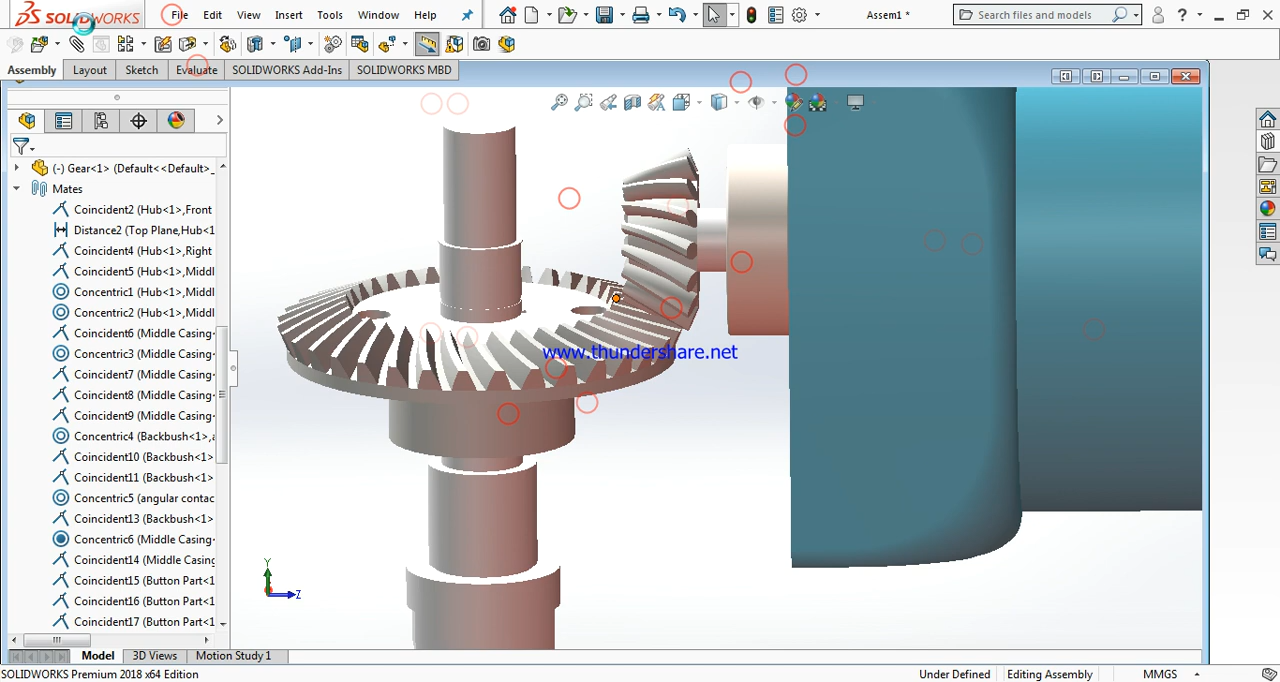 SOLIDWORKS File Edit View Insert Tools Window Help Assem1 * Search files and models
Assembly Layout Sketch Evaluate SOLIDWORKS Add-Ins SOLIDWORKS MBD
(-) Gear<1> (Default<<Default>_
Mates
Coincident2 (Hub<1>,Front
Distance2 (Top Plane,Hub<1
Coincident4 (Hub<1>,Right
Coincident5 (Hub<1>,Middl
Concentric1 (Hub<1>,Middl
Concentric2 (Hub<1>,Middl
Coincident6 (Middle Casing
Concentric3 (Middle Casing
www.thundershare.net
Coincident7 (Middle Casing
Coincident8 (Middle Casing
Coincident9 (Middle Casing
Concentric4 (Backbush<1>,a
Coincident10 (Backbush<1>
Coincident11 (Backbush<1>
Concentric5 (angular contac
Coincident13 (Backbush<1>
Concentric6 (Middle Casing
Coincident14 (Middle Casing
Coincident15 (Button Part<1
Coincident16 (Button Part<1
Coincident17 (Button Part<1
Y
Z
Model 3D Views Motion Study 1
SOLIDWORKS Premium 2018 x64 Edition Under Defined Editing Assembly MMGS